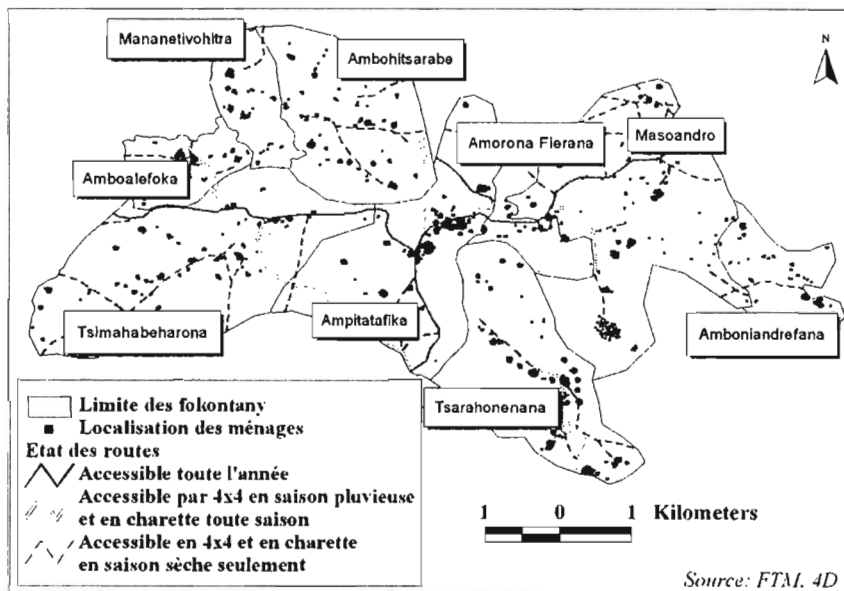 Mananetivohitra
Ambohitsarabe
N
Amorona Fierana
Masoandro
Amboalefoka
Tsimahabeharona
Ampitatafika
Amboniandrefana
Tsarahonenana
Limite des fokontany
Localisation des ménages
Etat des routes
Accessible toute l'année
Accessible par 4x4 en saison pluvieuse
et en charette toute saison
Accessible en 4x4 et en charette
en saison sèche seulement
1 0 1 Kilometers
Source: FTM, 4D